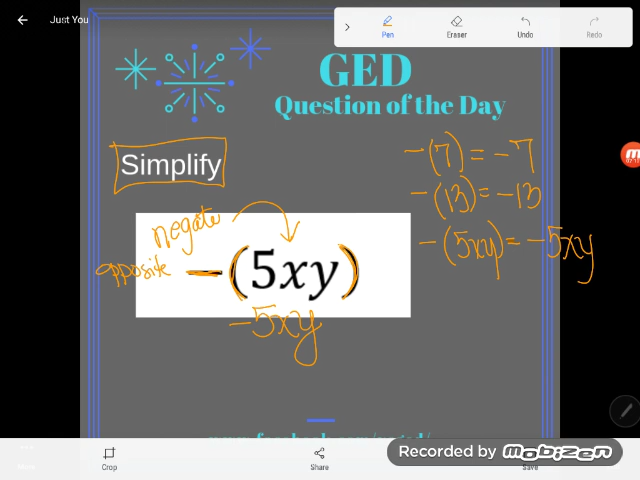 Just You
Pen
Eraser
Undo
Redo
GED
Question of the Day
Simplify
-(7) = -7
-(13) = -13
-(5xy) = -5xy
negate
opposite
-(5xy)
-5xy
Crop
Share
Save
Recorded by
Mobizen